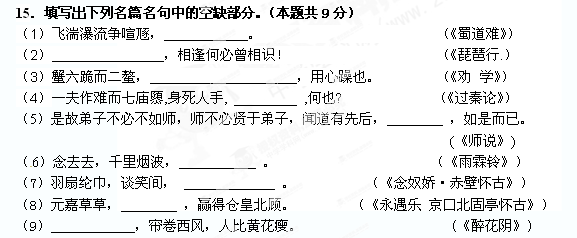 15．填写出下列名篇名句中的空缺部分。（本题共９分）
（1）飞湍瀑流争喧豗，____________。 （《蜀道难》）
（2）________________，相逢何必曾相识！ （《琵琶行.）
（3）蟹六跪而二螯，____________________，用心躁也。 （《劝 学》）
（4）一夫作难而七庙隳,身死人手, _________ ,何也? （《过秦论》）
（5）是故弟子不必不如师，师不必贤于弟子，闻道有先后，________ ，如是而已。
（《师说》）
（6）念去去，千里烟波，___________ 。 （《雨霖铃》）
（7）羽扇纶巾，谈笑间， ____________ 。 （《念奴娇·赤壁怀古》）
（8）元嘉草草，________ ，赢得仓皇北顾。 （《永遇乐 京口北固亭怀古》）
（9）____________，帘卷西风，人比黄花瘦。 （《醉花阴》）